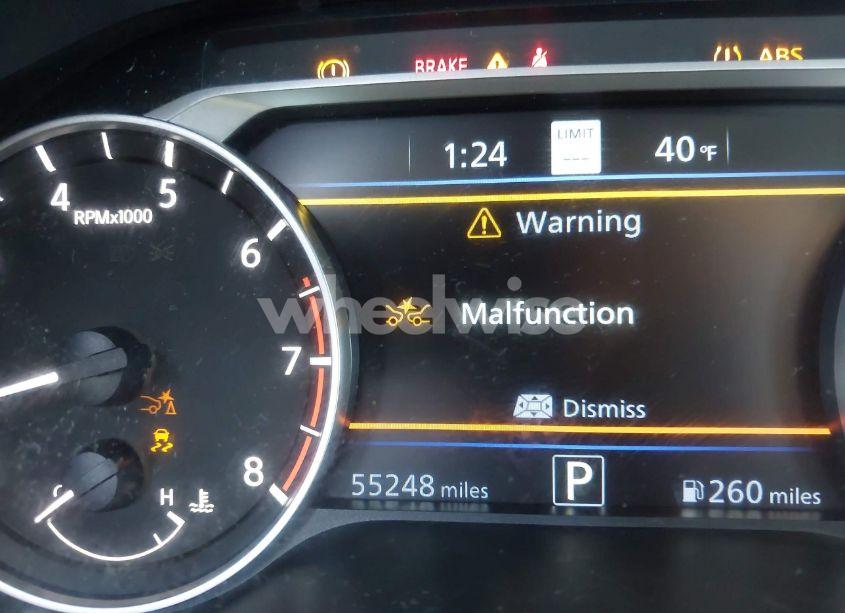 BRAKE ABS
1:24 LIMIT --- 40°F
4 5 6 7 8
RPMx1000
Warning
wheelwise
Malfunction
Dismiss
C H
55248 miles P 260 miles